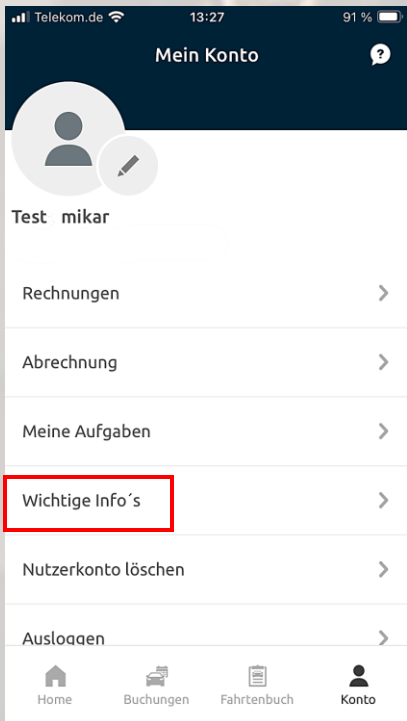 Telekom.de 13:27 91 %
Mein Konto
?
Test mikar
Rechnungen
Abrechnung
Meine Aufgaben
Wichtige Info´s
Nutzerkonto löschen
Ausloggen
Home Buchungen Fahrtenbuch Konto